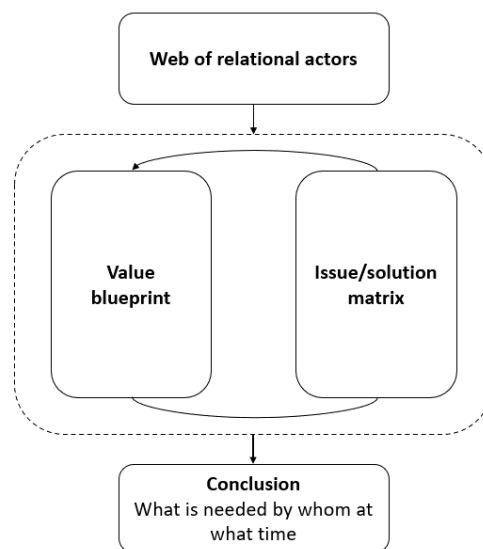 Web of relational actors
Value
blueprint
Issue/solution
matrix
Conclusion
What is needed by whom at
what time